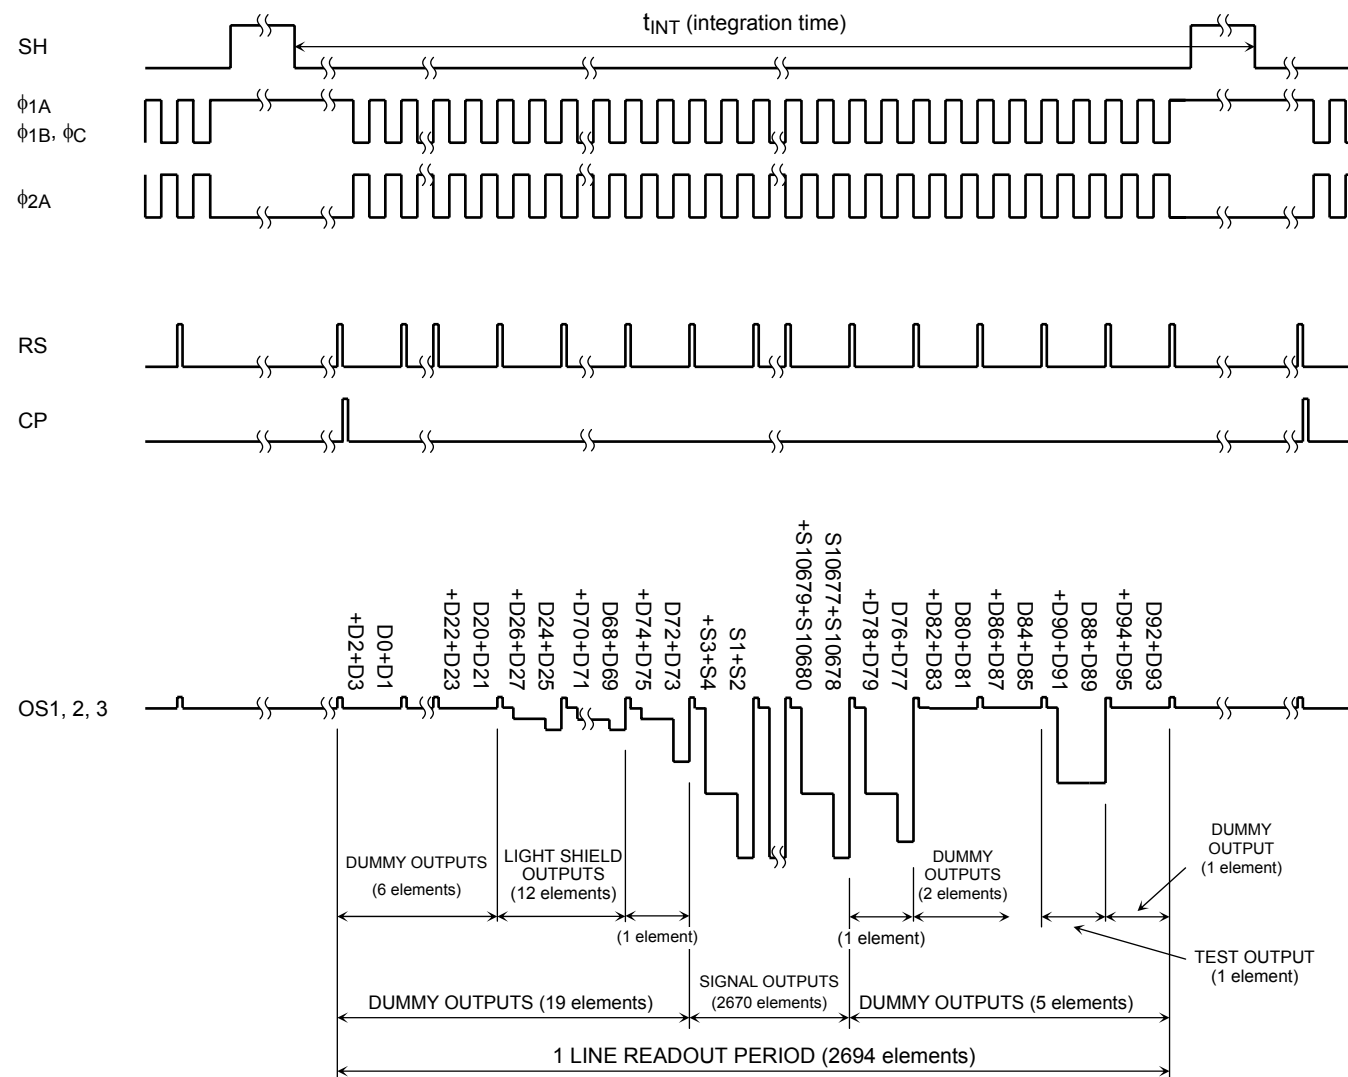 SH
tINT (integration time)
ϕ1A
ϕ1B, ϕC
ϕ2A
RS
CP
OS1, 2, 3
D0+D1
+D2+D3
D20+D21
+D22+D23
D24+D25
+D26+D27
D68+D69
+D70+D71
D72+D73
+D74+D75
S1+S2
+S3+S4
S10677+S10678
+S10679+S10680
D76+D77
+D78+D79
D80+D81
+D82+D83
D84+D85
+D86+D87
D88+D89
+D90+D91
D92+D93
+D94+D95
DUMMY OUTPUTS
(6 elements)
LIGHT SHIELD
OUTPUTS
(12 elements)
(1 element)
(1 element)
DUMMY
OUTPUTS
(2 elements)
DUMMY
OUTPUT
(1 element)
TEST OUTPUT
(1 element)
DUMMY OUTPUTS (19 elements)
SIGNAL OUTPUTS
(2670 elements)
DUMMY OUTPUTS (5 elements)
1 LINE READOUT PERIOD (2694 elements)